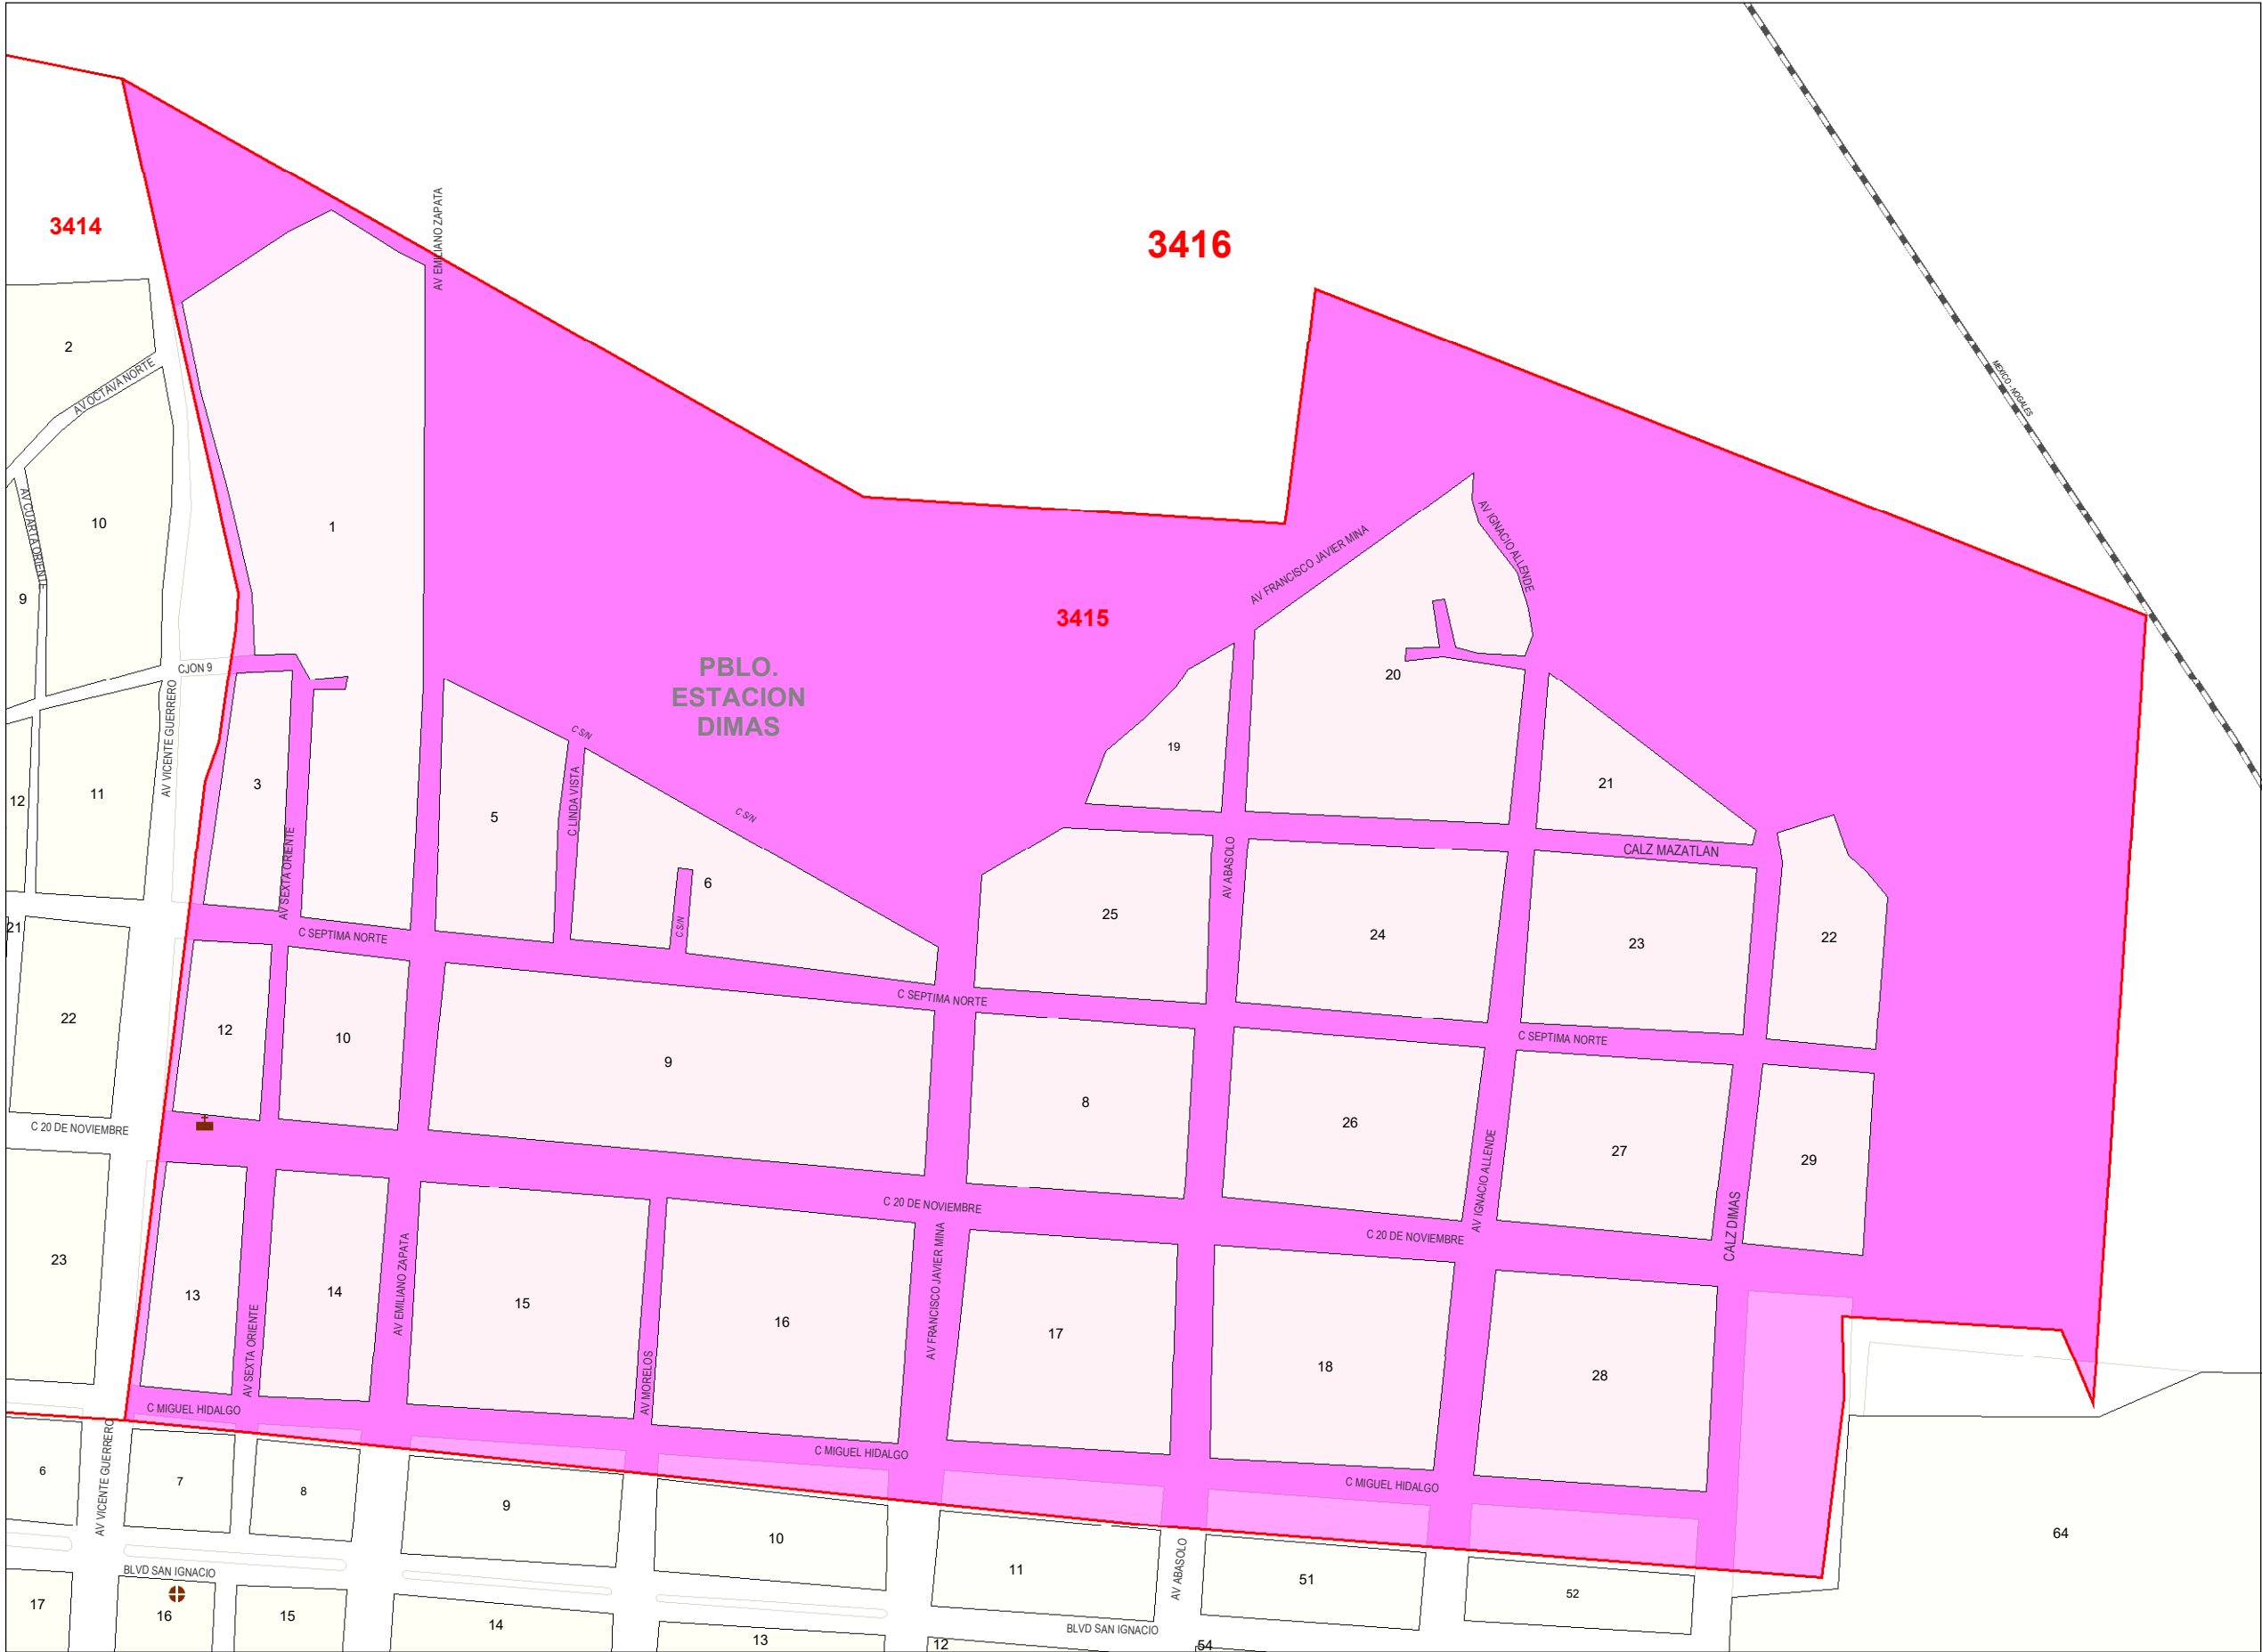 AV EMILIANO ZAPATA
3414
3416
2
AV OCTAVA NORTE
MEXICO - NOGALES
AV CUARTA ORIENTE
10
1
AV IGNACIO ALLENDE
AV FRANCISCO JAVIER MINA
9
3415
CJON 9
PBLO.
ESTACION
DIMAS
20
AV VICENTE GUERRERO
C S/N
19
3
21
11
12
C LINDA VISTA
5
C S/N
CALZ MAZATLAN
AV ABASOLO
6
AV SEXTA ORIENTE
25
21
C S/N
C SEPTIMA NORTE
24
23
22
C SEPTIMA NORTE
22
12
10
C SEPTIMA NORTE
9
8
26
C 20 DE NOVIEMBRE
27
29
AV IGNACIO ALLENDE
C 20 DE NOVIEMBRE
C 20 DE NOVIEMBRE
CALZ DIMAS
23
13
14
AV EMILIANO ZAPATA
15
AV FRANCISCO JAVIER MINA
16
17
AV SEXTA ORIENTE
18
28
AV MORELOS
C MIGUEL HIDALGO
C MIGUEL HIDALGO
C MIGUEL HIDALGO
AV VICENTE GUERRERO
6
7
8
9
10
11
AV ABASOLO
51
52
64
BLVD SAN IGNACIO
17
16
15
14
13
12
BLVD SAN IGNACIO
54